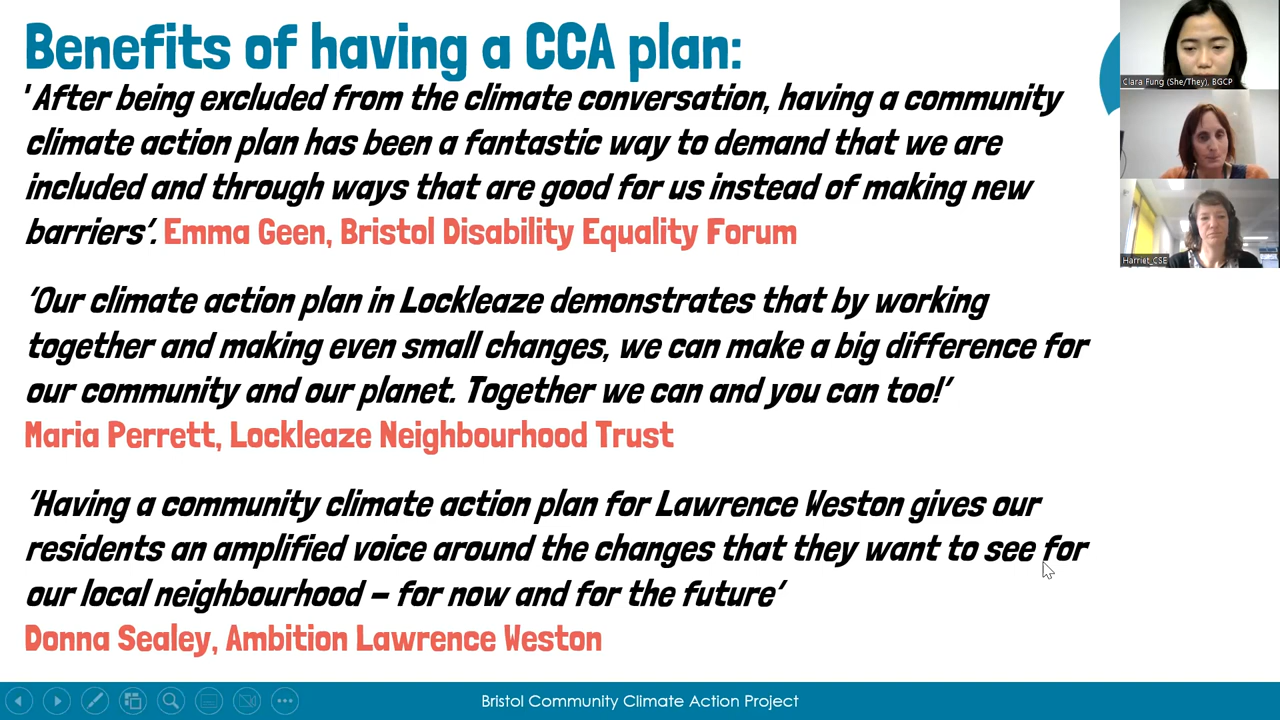 Benefits of having a CCA plan:
'After being excluded from the climate conversation, having a community
climate action plan has been a fantastic way to demand that we are
included and through ways that are good for us instead of making new
barriers'. Emma Geen, Bristol Disability Equality Forum
'Our climate action plan in Lockleaze demonstrates that by working
together and making even small changes, we can make a big difference for
our community and our planet. Together we can and you can too!'
Maria Perrett, Lockleaze Neighbourhood Trust
'Having a community climate action plan for Lawrence Weston gives our
residents an amplified voice around the changes that they want to see for
our local neighbourhood – for now and for the future'
Donna Sealey, Ambition Lawrence Weston
Bristol Community Climate Action Project
Clara Fung (She/They), BGCP
Harriet_CSE